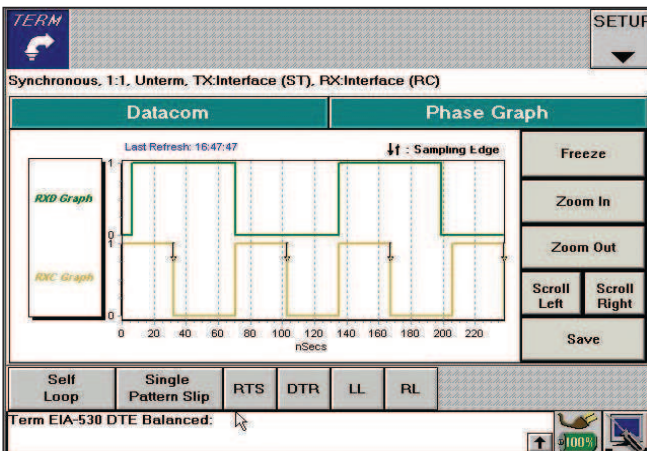 TERM
SETUP
Synchronous, 1:1, Unterm, TX:Interface (ST), RX:Interface (RC)
Datacom
Phase Graph
Last Refresh: 16:47:47
: Sampling Edge
RXD Graph
RXC Graph
1
0
1
0
0 20 40 60 80 100 120 140 160 180 200 220
nSecs
Freeze
Zoom In
Zoom Out
Scroll Left
Scroll Right
Save
Self Loop
Single Pattern Slip
RTS
DTR
LL
RL
Term EIA-530 DTE Balanced:
100%